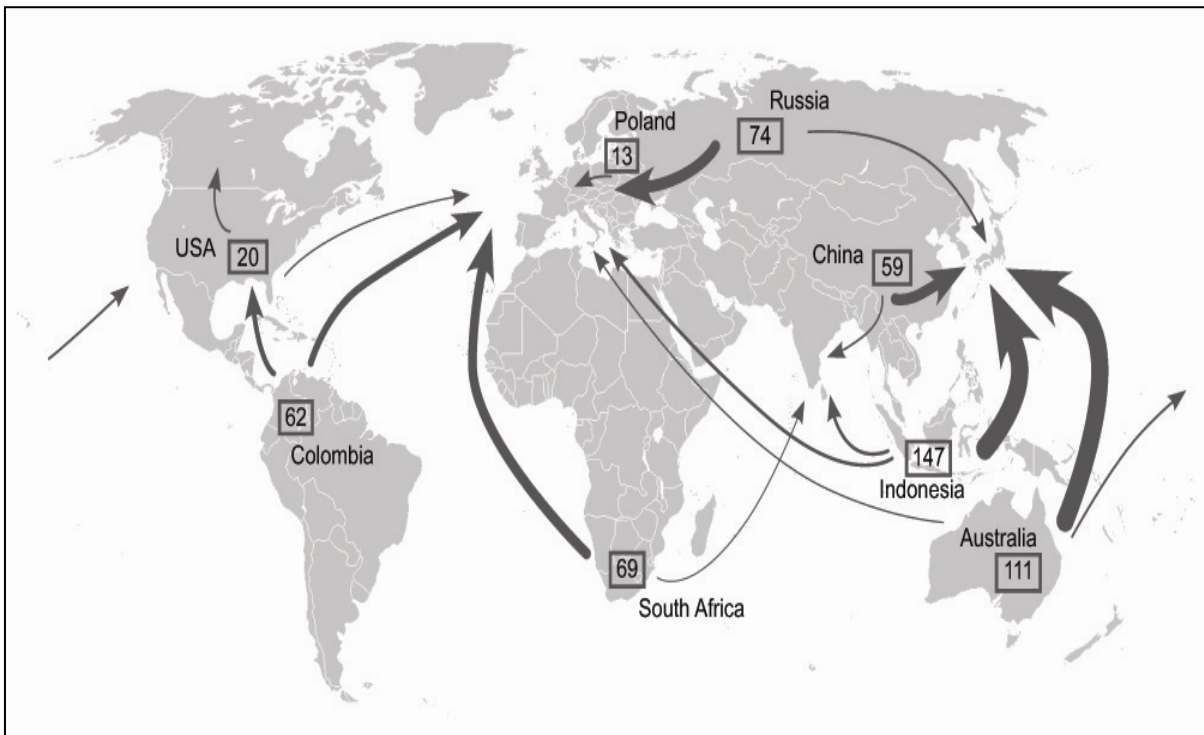 Russia
74
Poland
13
USA
20
China
59
62
Colombia
147
Indonesia
Australia
111
69
South Africa